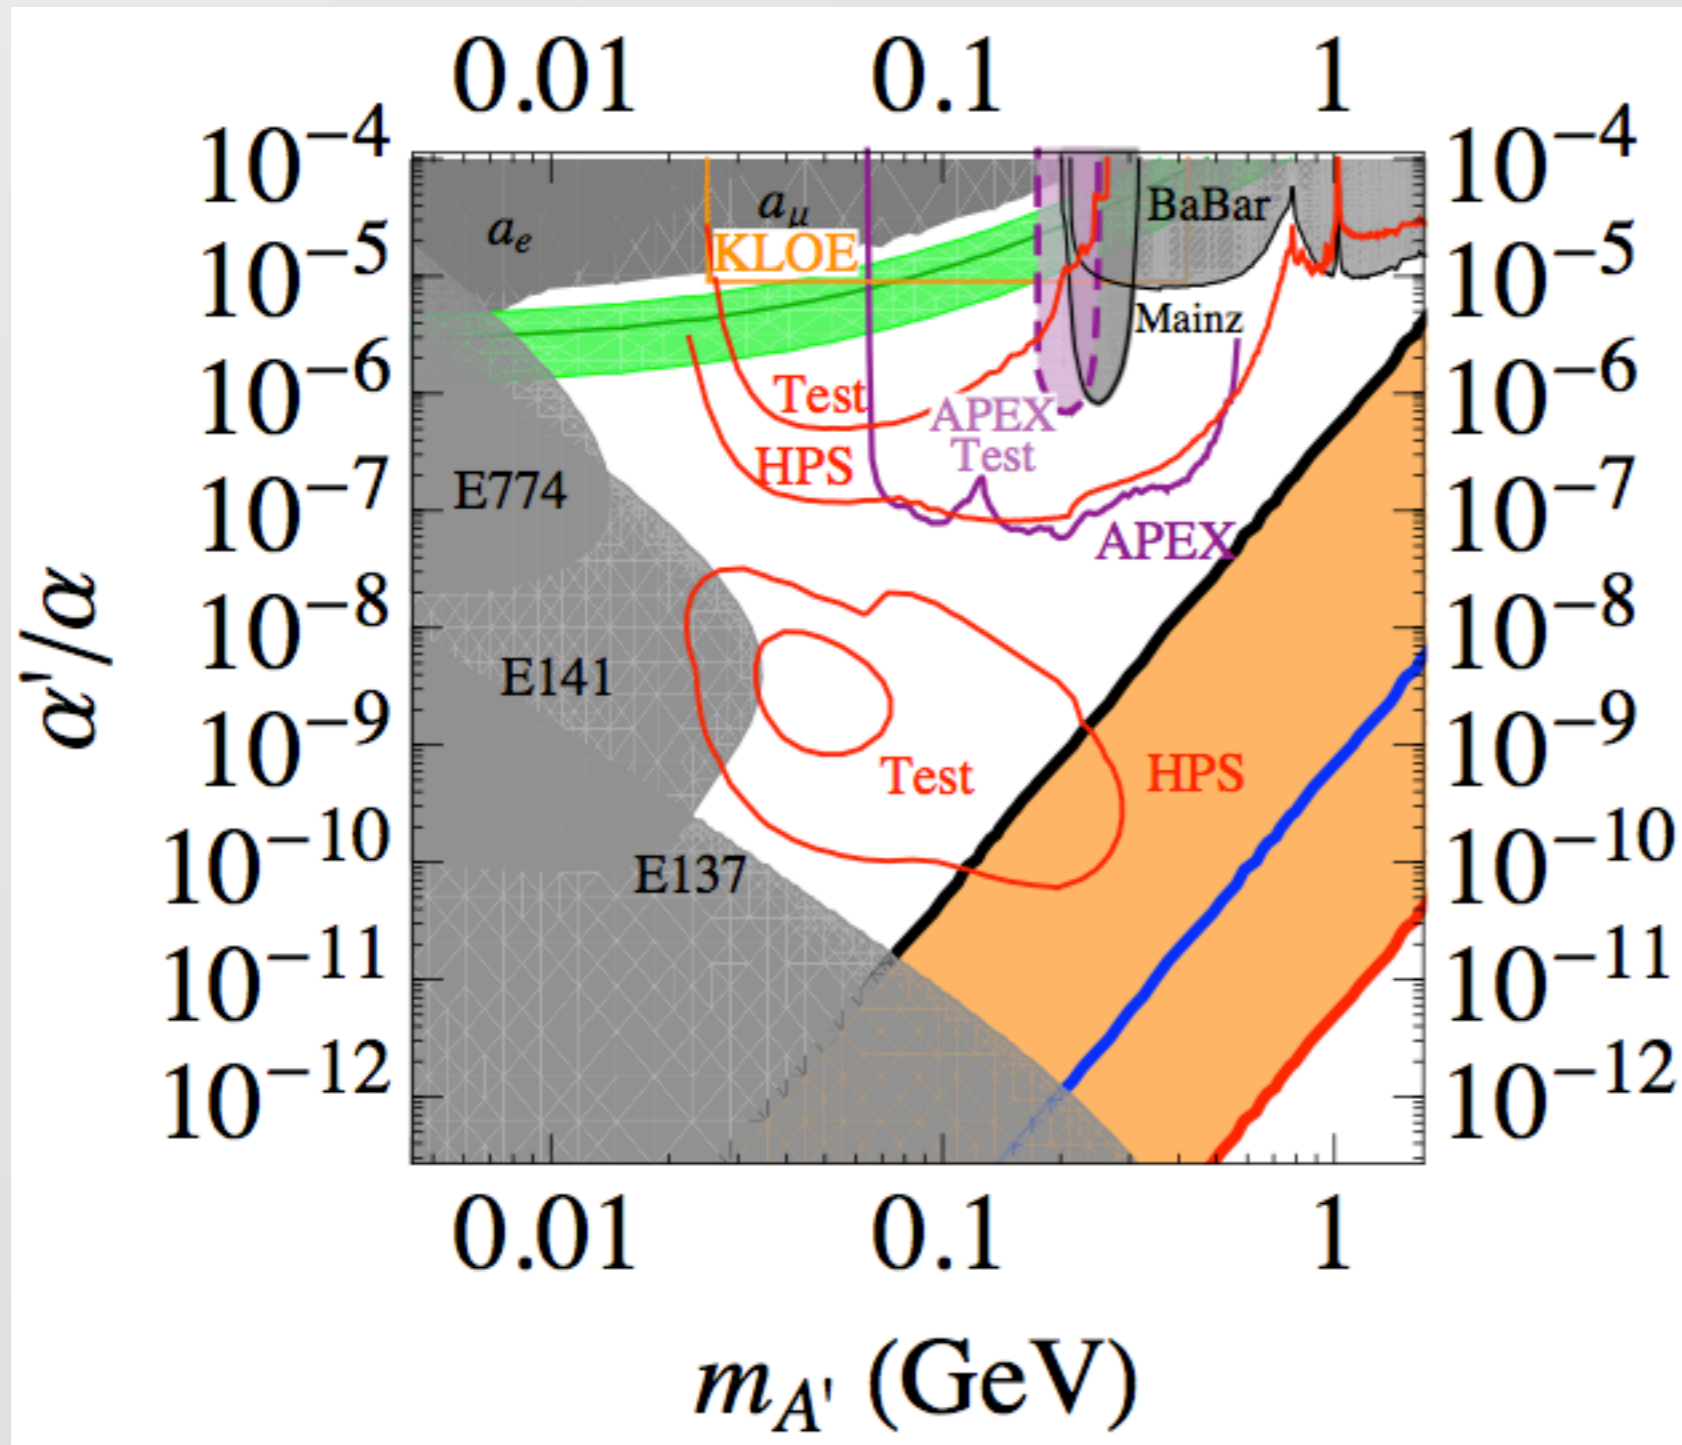 0.01 0.1 1
10⁻⁴ 10⁻⁴
a_e a_μ BaBar
KLOE
10⁻⁵ 10⁻⁵
Mainz
10⁻⁶ 10⁻⁶
Test
APEX
Test
HPS
10⁻⁷ 10⁻⁷
E774
APEX
10⁻⁸ 10⁻⁸
E141
10⁻⁹ 10⁻⁹
Test HPS
10⁻¹⁰ 10⁻¹⁰
E137
10⁻¹¹ 10⁻¹¹
10⁻¹² 10⁻¹²
α'/α
0.01 0.1 1
m_A' (GeV)